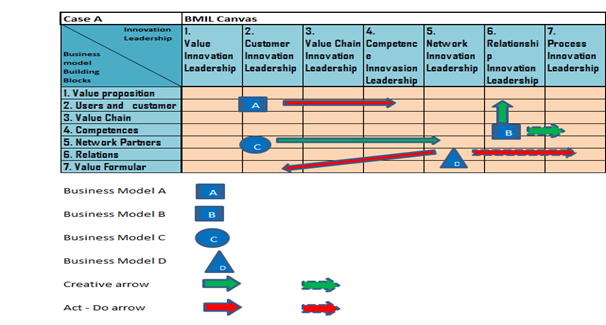 Case A
BMIL Canvas
Innovation
Leadership
Business
model
Building
Blocks
1.
Value
Innovation
Leadership
2.
Customer
Innovation
Leadership
3.
Value Chain
Innovation
Leadership
4.
Competenc
e
Innovasion
Leadership
5.
Network
Innovation
Leadership
6.
Relationshi
p
Innovation
Leadership
7.
Process
Innovation
Leadership
1. Value proposition
2. Users and customer
A
3. Value Chain
4. Competences
B
5. Network Partners
C
6. Relations
D
7. Value Formular
Business Model A
A
Business Model B
B
Business Model C
C
Business Model D
D
Creative arrow
Act - Do arrow